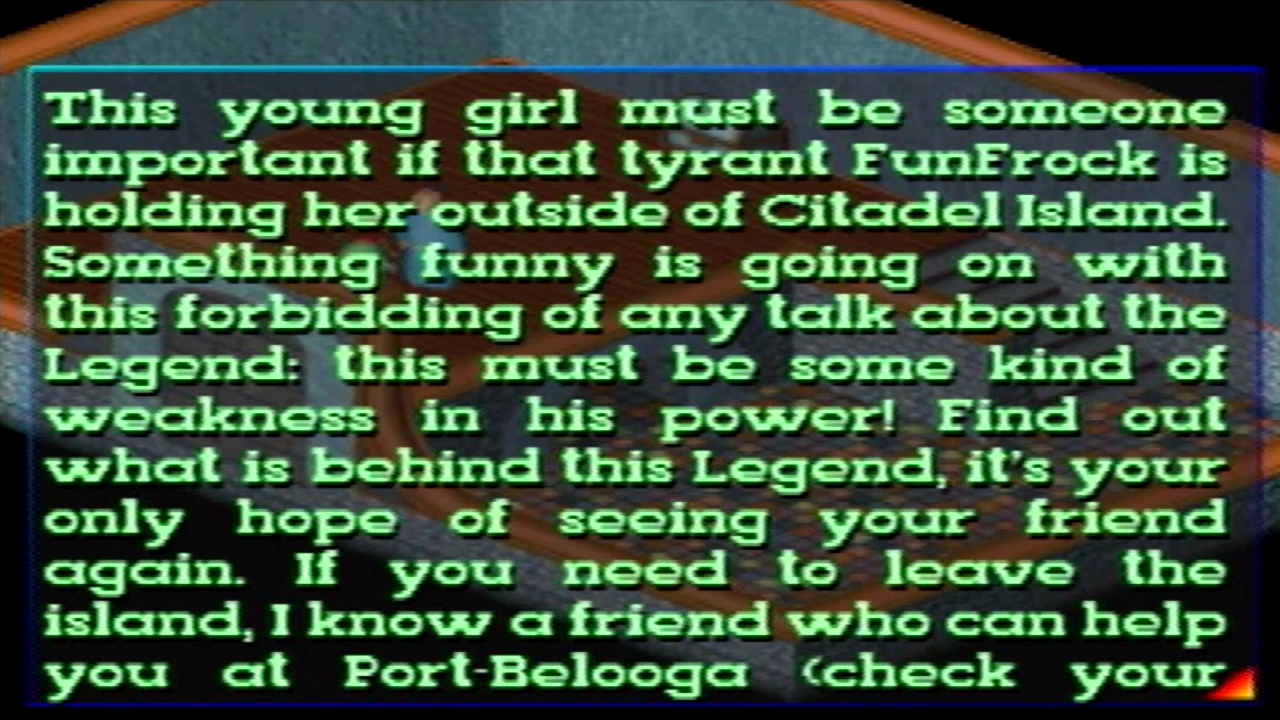 This young girl must be someone
important if that tyrant FunFrock is
holding her outside of Citadel Island.
Something funny is going on with
this forbidding of any talk about the
Legend: this must be some kind of
weakness in his power! Find out
what is behind this Legend, it's your
only hope of seeing your friend
again. If you need to leave the
island, I know a friend who can help
you at Port-Belooga (check your